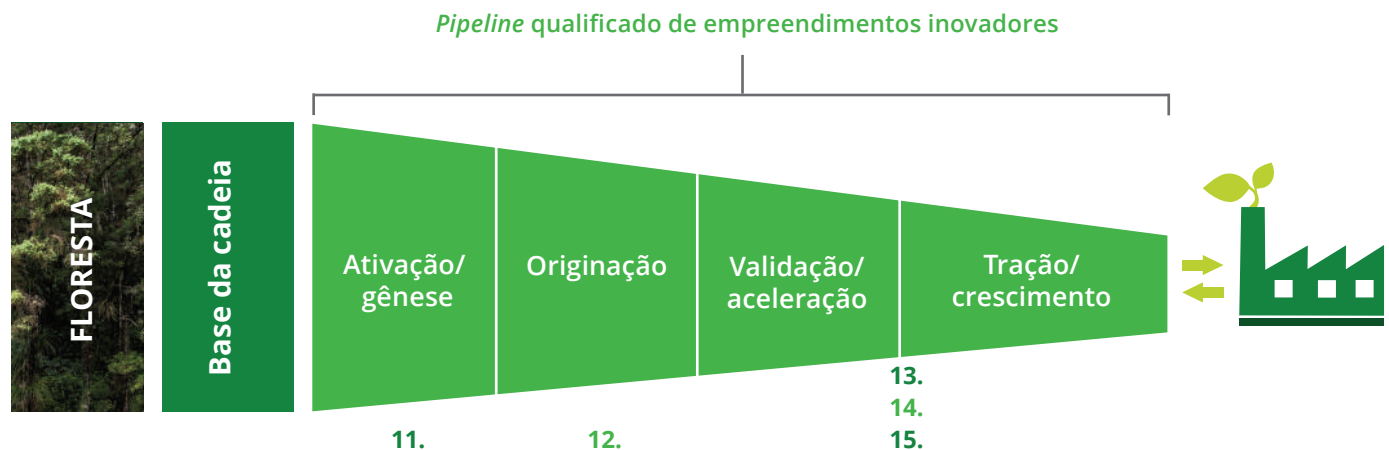 Pipeline qualificado de empreendimentos inovadores
FLORESTA
Base da cadeia
Ativação/
gênese
Originação
Validação/
aceleração
Tração/
crescimento
11.
12.
13.
14.
15.